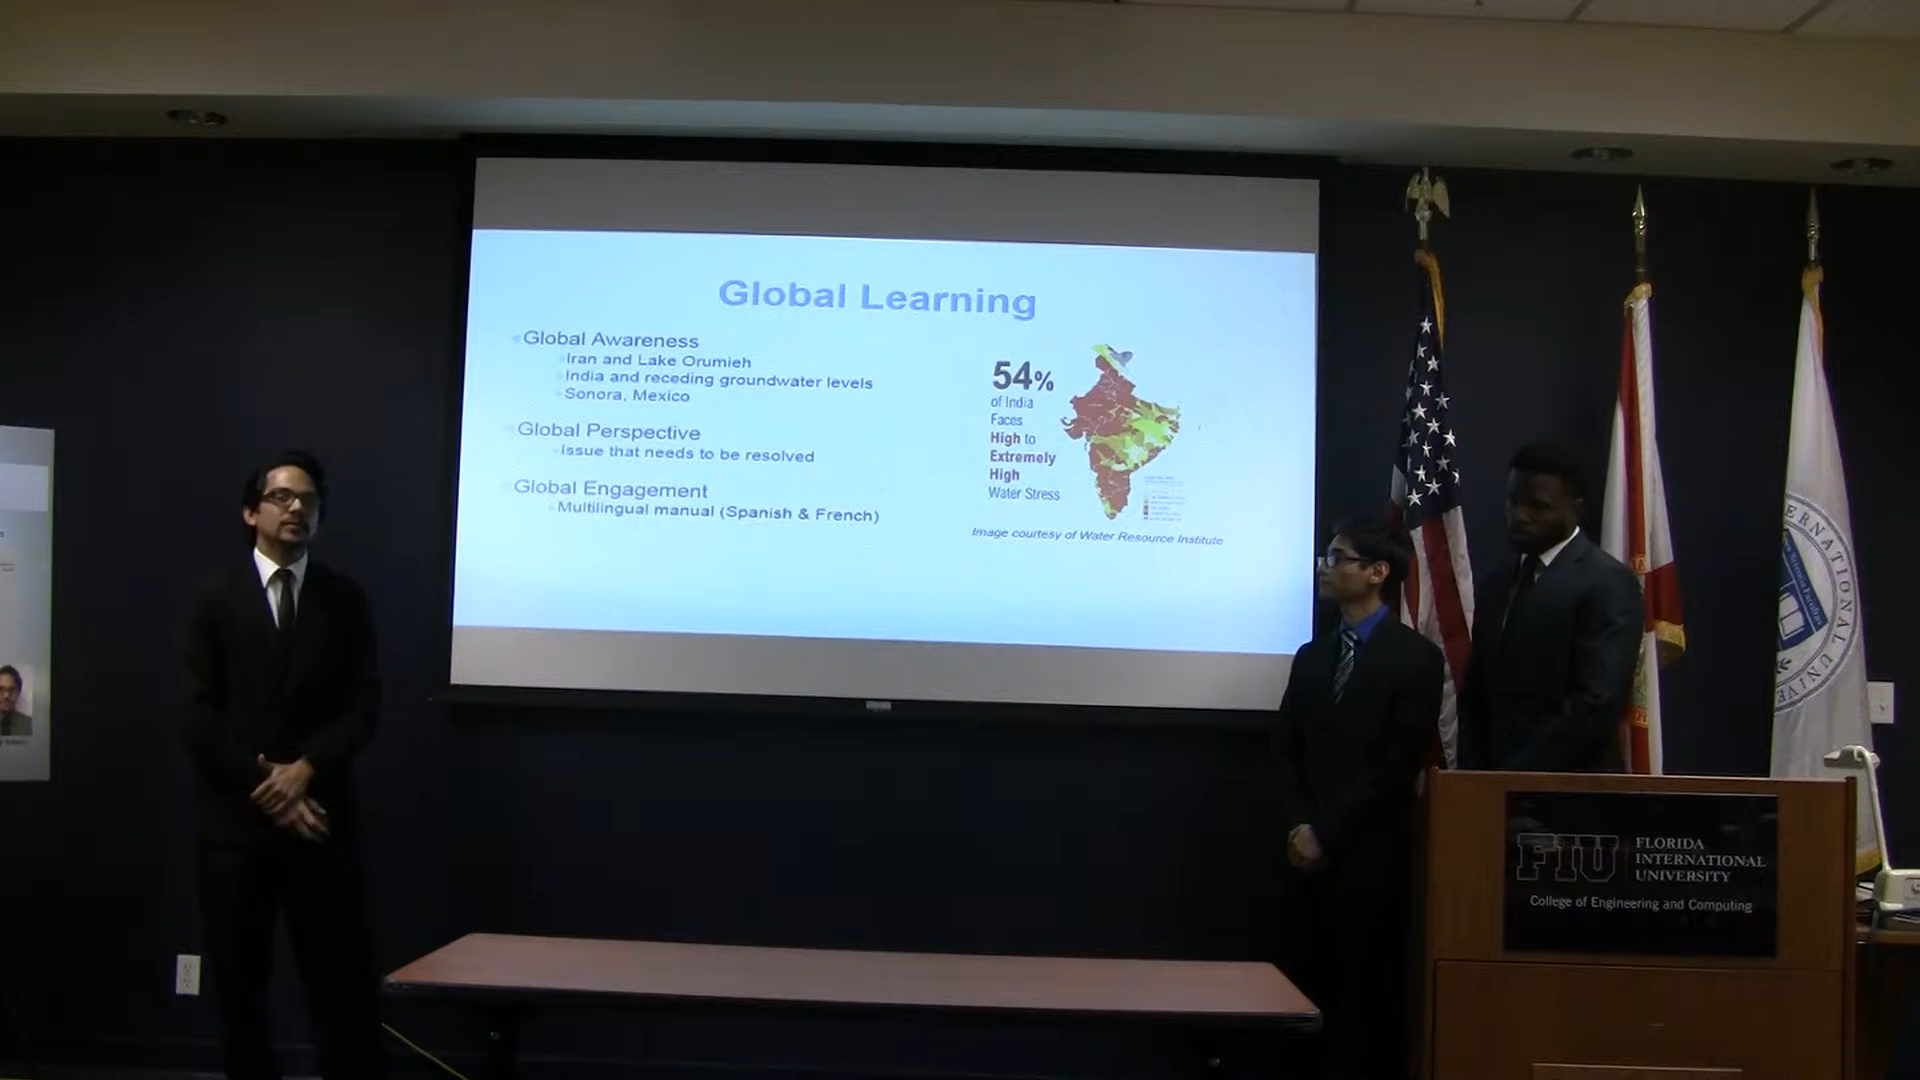 Global Learning
Global Awareness
Iran and Lake Orumieh
India and receding groundwater levels
Sonora, Mexico
Global Perspective
Issue that needs to be resolved
Global Engagement
Multilingual manual (Spanish & French)
54%
of India
Faces
High to
Extremely
High
Water Stress
Image courtesy of Water Resource Institute
ERNATIONAL UNIVE
FIU
FLORIDA
INTERNATIONAL
UNIVERSITY
College of Engineering and Computing